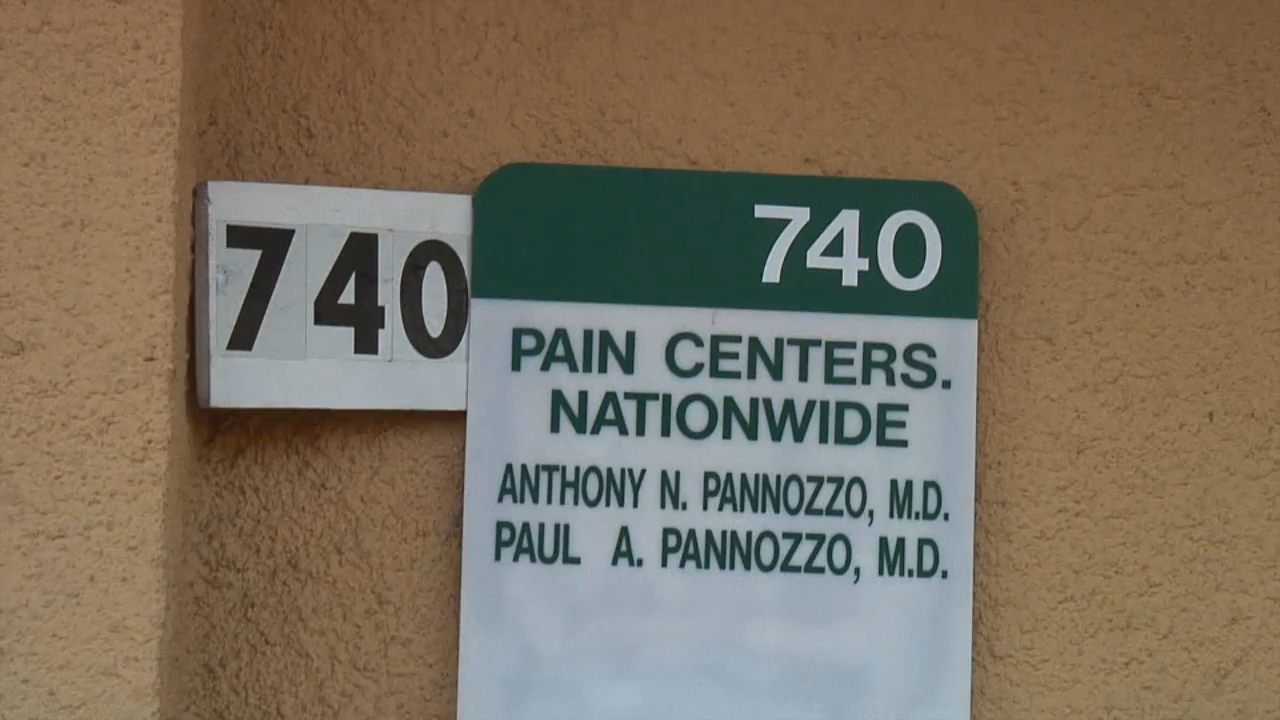 740
740
PAIN CENTERS.
NATIONWIDE
ANTHONY N. PANNOZZO, M.D.
PAUL A. PANNOZZO, M.D.